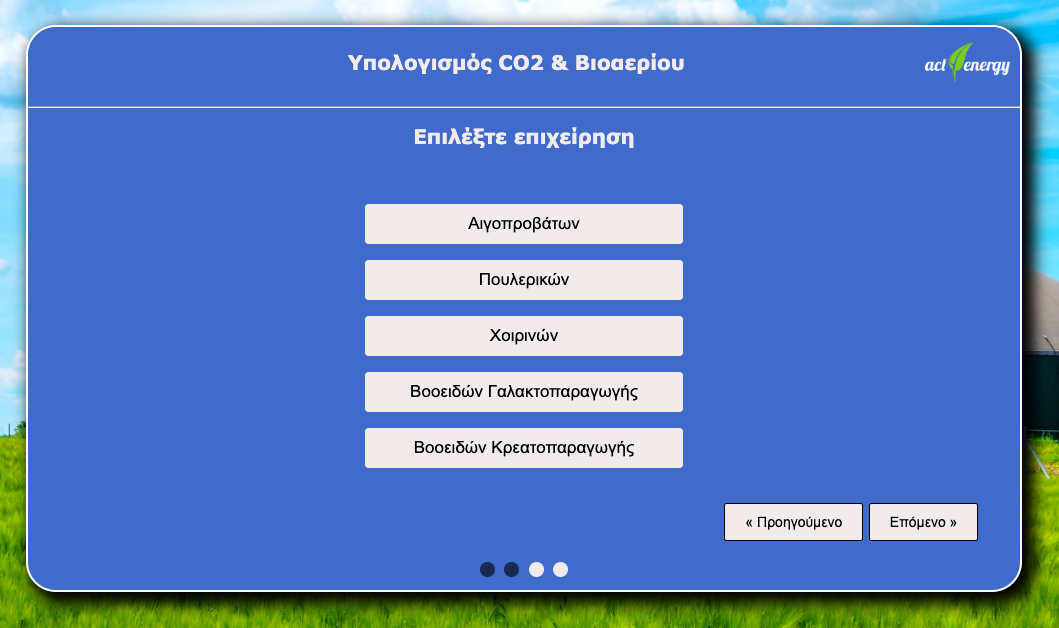 Υπολογισμός CO2 & Βιοαερίου
act energy
Επιλέξτε επιχείρηση
Αιγοπροβάτων
Πουλερικών
Χοιρινών
Βοοειδών Γαλακτοπαραγωγής
Βοοειδών Κρεατοπαραγωγής
« Προηγούμενο
Επόμενο »